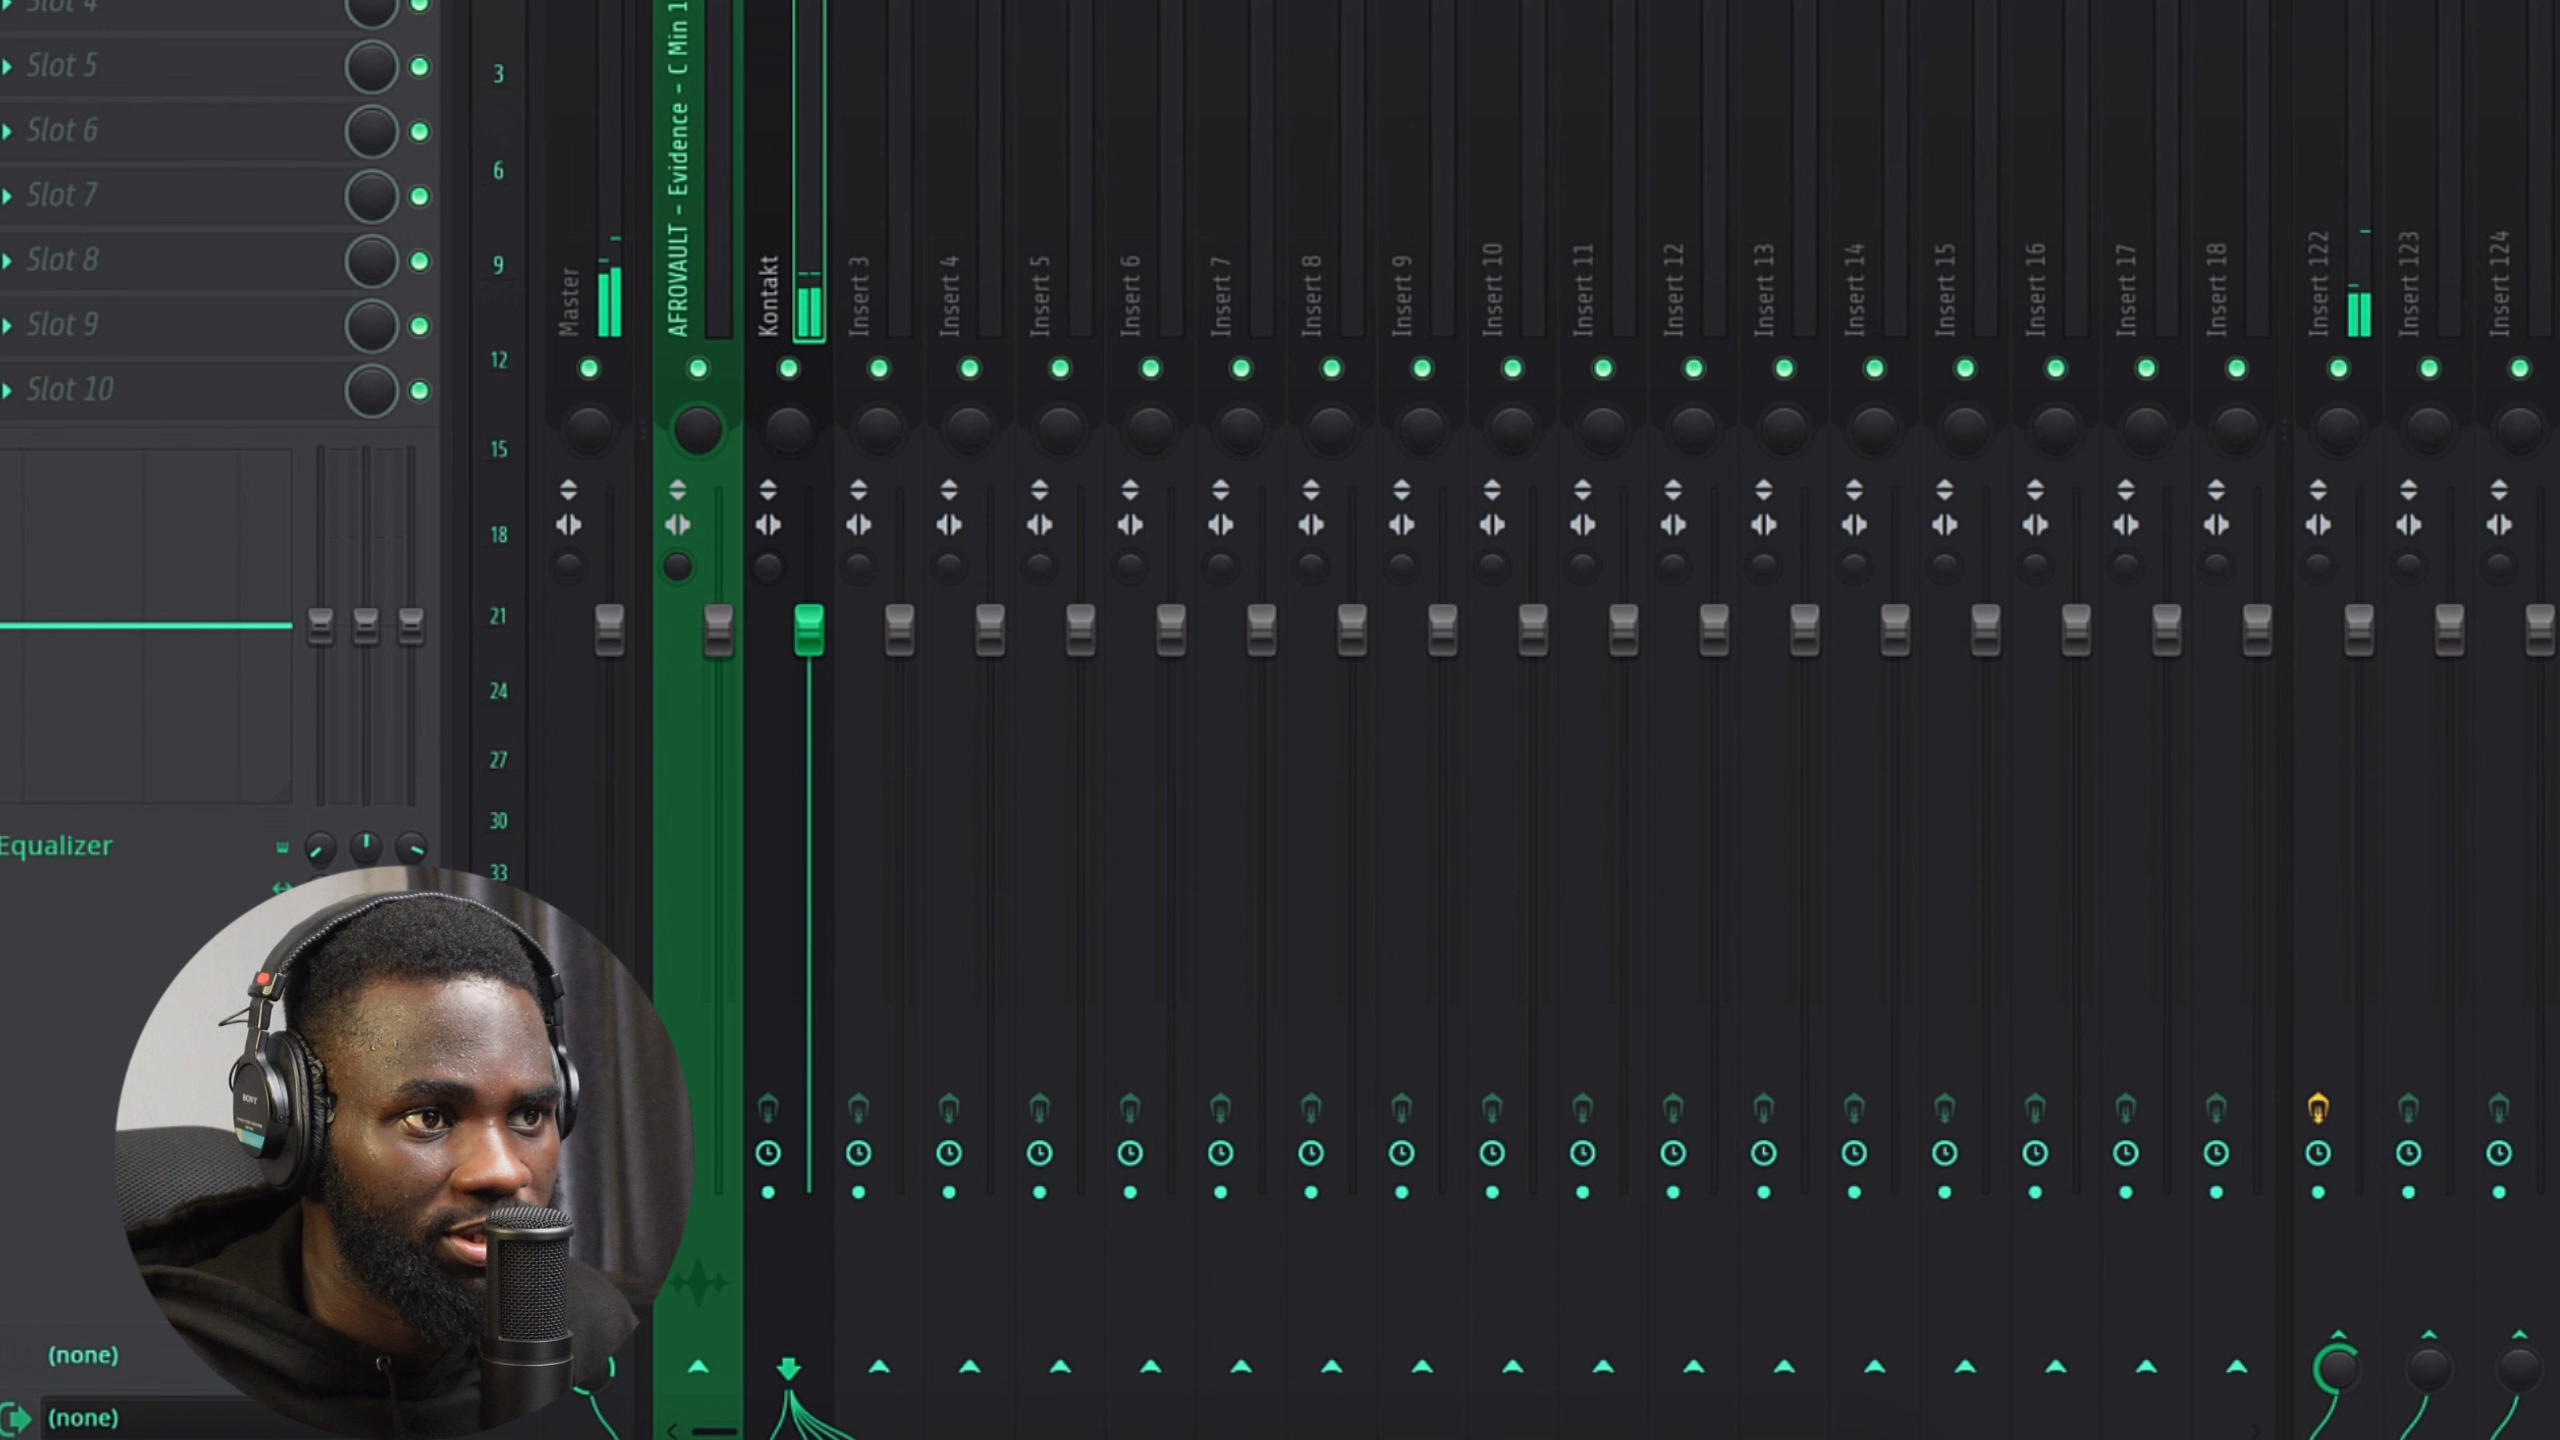 Slot 4
Slot 5
Slot 6
Slot 7
Slot 8
Slot 9
Slot 10
Equalizer
(none)
(none)
3
6
9
12
15
18
21
24
27
30
33
Master
AFROVAULT - Evidence - C Min 1
Kontakt
Insert 3
Insert 4
Insert 5
Insert 6
Insert 7
Insert 8
Insert 9
Insert 10
Insert 11
Insert 12
Insert 13
Insert 14
Insert 15
Insert 16
Insert 17
Insert 18
Insert 122
Insert 123
Insert 124
SONY